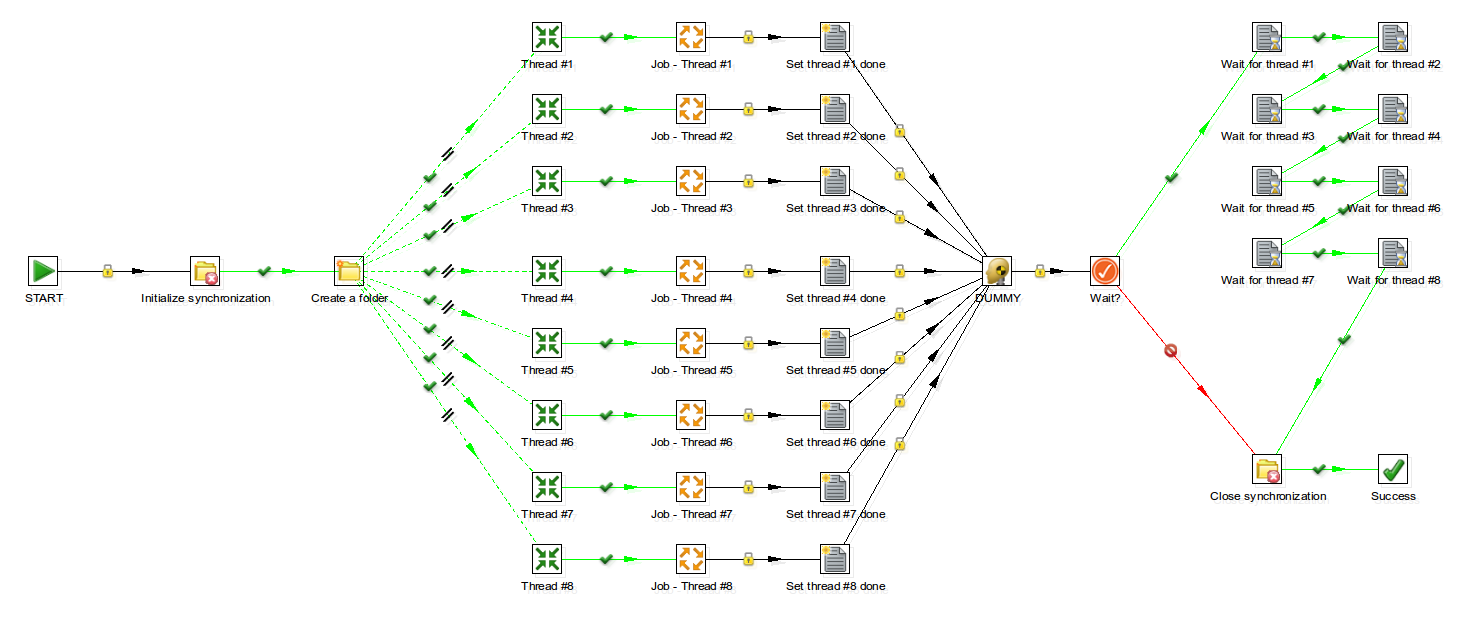 Thread #1 Job - Thread #1 Set thread #1 done Wait for thread #1 Wait for thread #2
Thread #2 Job - Thread #2 Set thread #2 done Wait for thread #3 Wait for thread #4
Thread #3 Job - Thread #3 Set thread #3 done Wait for thread #5 Wait for thread #6
Wait for thread #7 Wait for thread #8
START Initialize synchronization Create a folder Thread #4 Job - Thread #4 Set thread #4 done DUMMY Wait?
Thread #5 Job - Thread #5 Set thread #5 done
Thread #6 Job - Thread #6 Set thread #6 done
Close synchronization Success
Thread #7 Job - Thread #7 Set thread #7 done
Thread #8 Job - Thread #8 Set thread #8 done